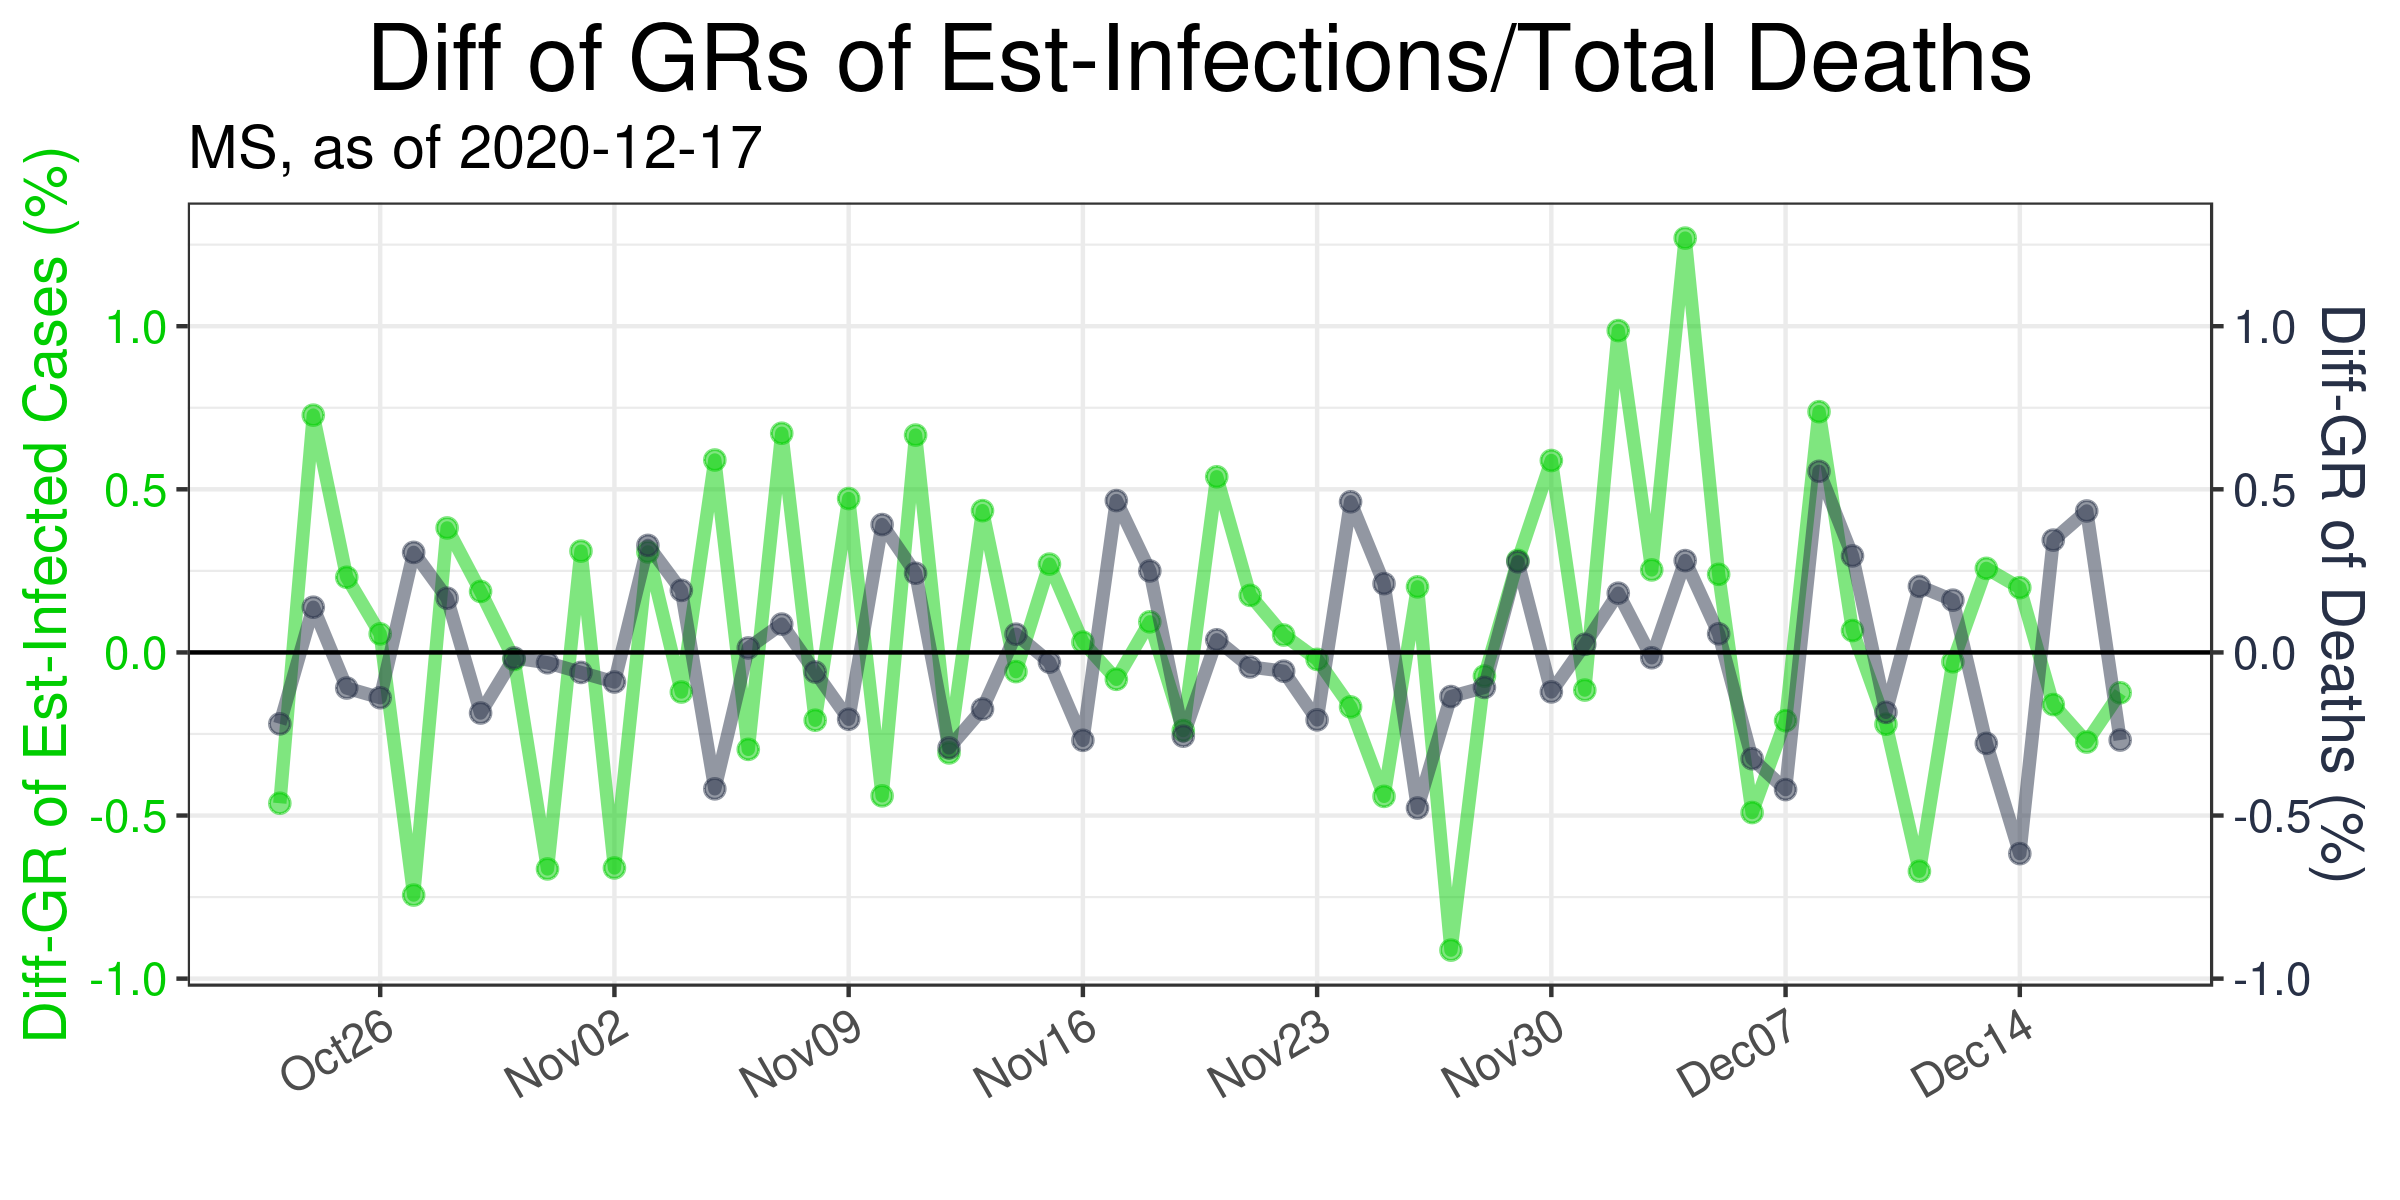 Diff of GRs of Est-Infections/Total Deaths
MS, as of 2020-12-17
Diff-GR of Est-Infected Cases (%)
1.0
0.5
0.0
-0.5
-1.0
1.0
0.5
0.0
-0.5
-1.0
Diff-GR of Deaths (%)
Oct26
Nov02
Nov09
Nov16
Nov23
Nov30
Dec07
Dec14